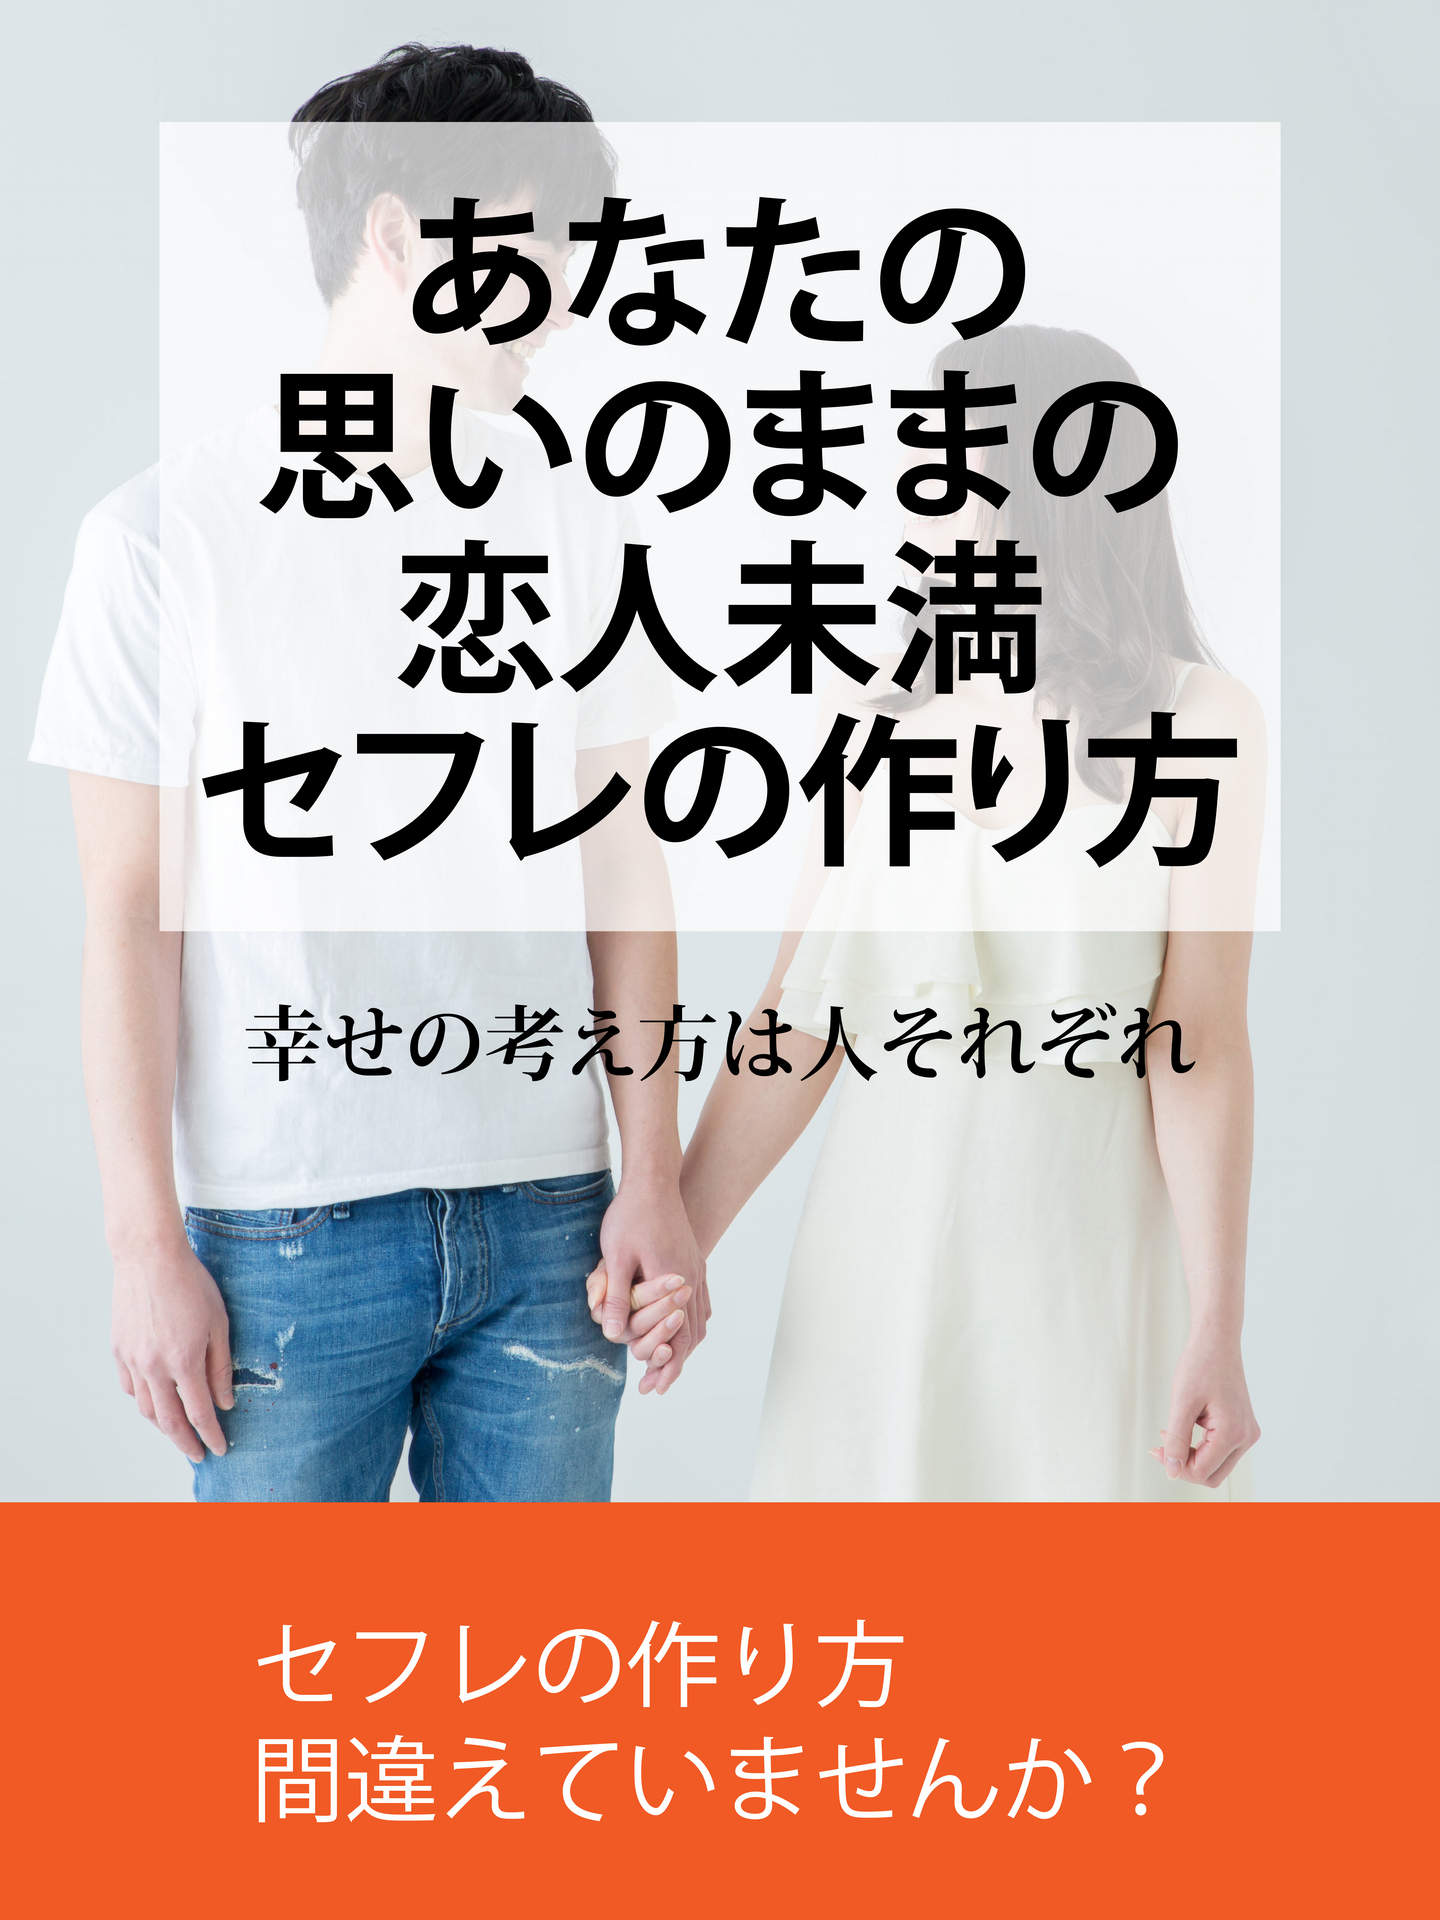 あなたの
思いのままの
恋人未満
セフレの作り方
幸せの考え方は人それぞれ
セフレの作り方
間違えていませんか？